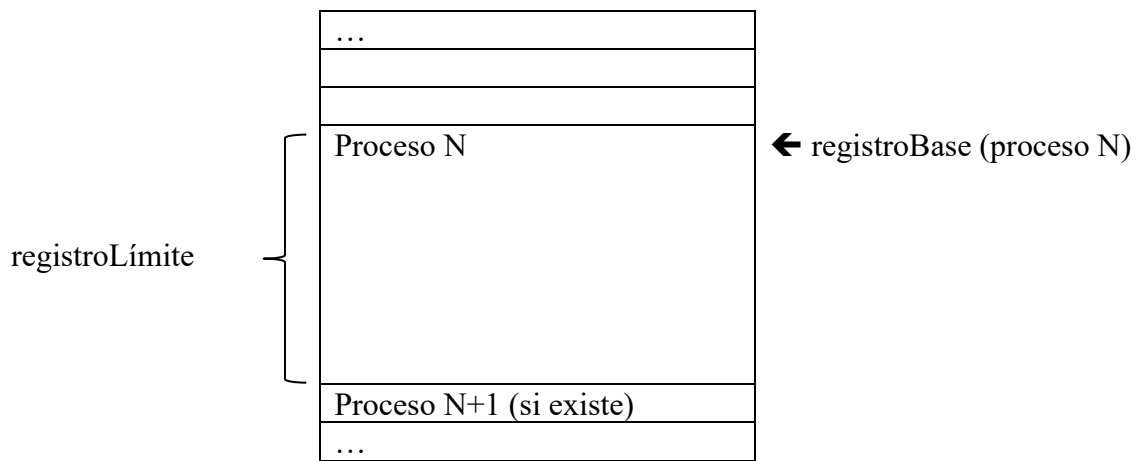 …
Proceso N
🡸 registroBase (proceso N)
registroLímite
Proceso N+1 (si existe)
…